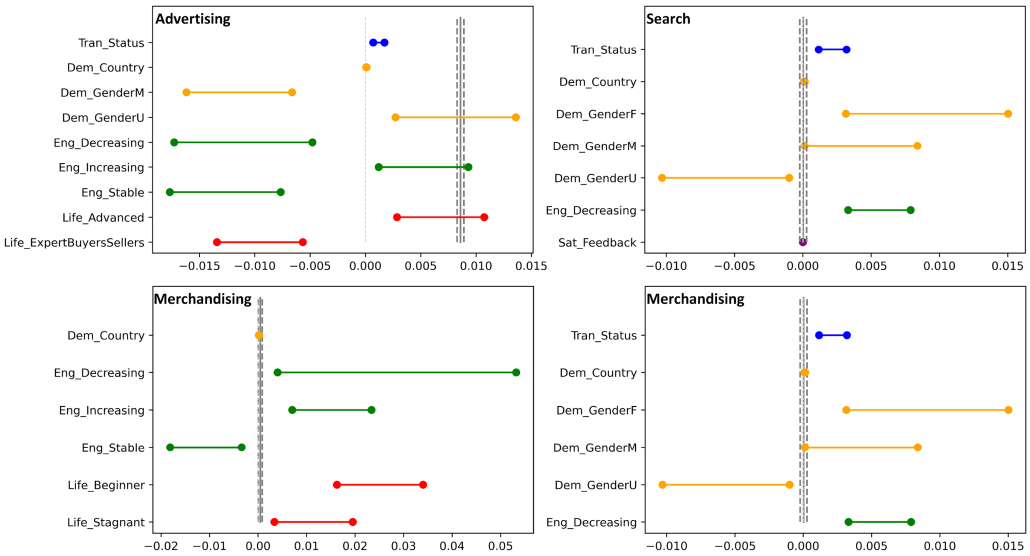 Advertising
Tran_Status
Dem_Country
Dem_GenderM
Dem_GenderU
Eng_Decreasing
Eng_Increasing
Eng_Stable
Life_Advanced
Life_ExpertBuyersSellers
−0.015 −0.010 −0.005 0.000 0.005 0.010 0.015
Search
Tran_Status
Dem_Country
Dem_GenderF
Dem_GenderM
Dem_GenderU
Eng_Decreasing
Sat_Feedback
−0.010 −0.005 0.000 0.005 0.010 0.015
Merchandising
Dem_Country
Eng_Decreasing
Eng_Increasing
Eng_Stable
Life_Beginner
Life_Stagnant
−0.02 −0.01 0.00 0.01 0.02 0.03 0.04 0.05
Merchandising
Tran_Status
Dem_Country
Dem_GenderF
Dem_GenderM
Dem_GenderU
Eng_Decreasing
−0.010 −0.005 0.000 0.005 0.010 0.015